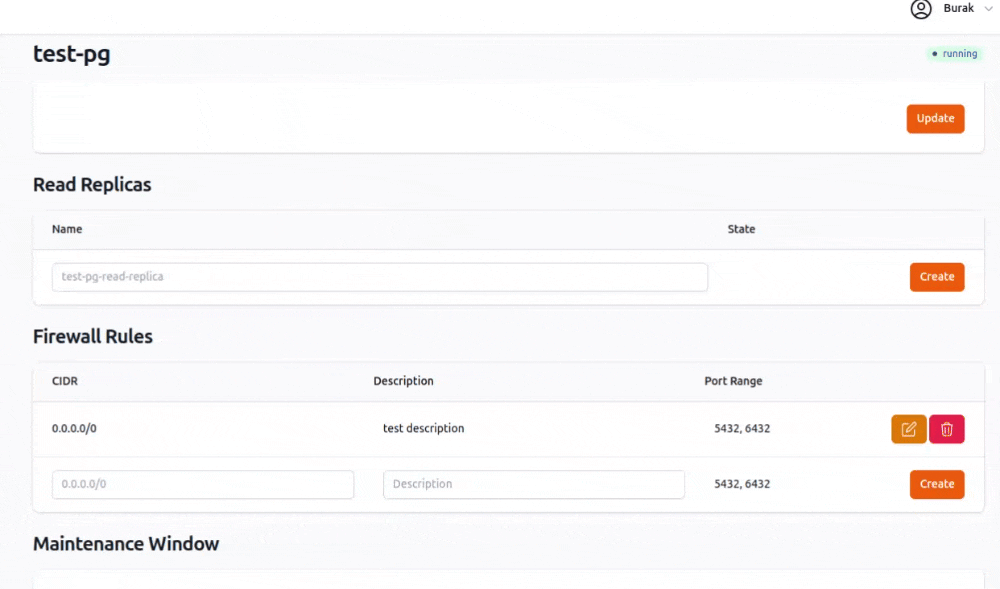 Burak
test-pg
running
Update
Read Replicas
Name State
test-pg-read-replica Create
Firewall Rules
CIDR Description Port Range
0.0.0.0/0 test description 5432, 6432
0.0.0.0/0 Description 5432, 6432 Create
Maintenance Window